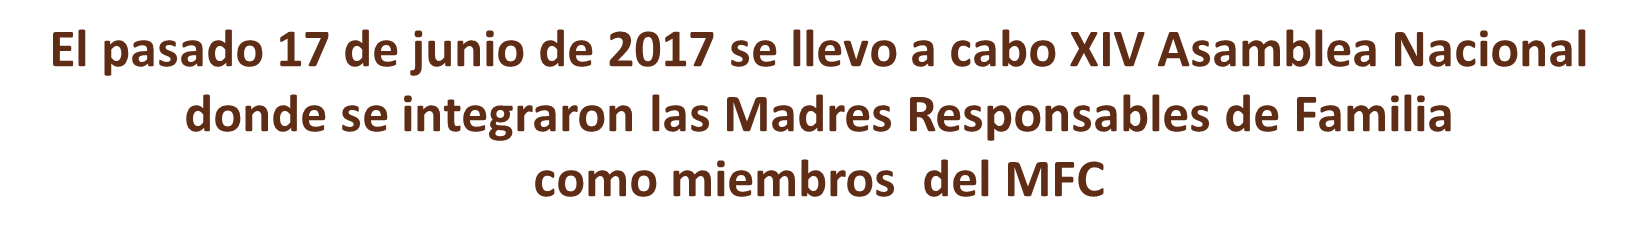 El pasado 17 de junio de 2017 se llevo a cabo XIV Asamblea Nacional
donde se integraron las Madres Responsables de Familia
como miembros  del MFC